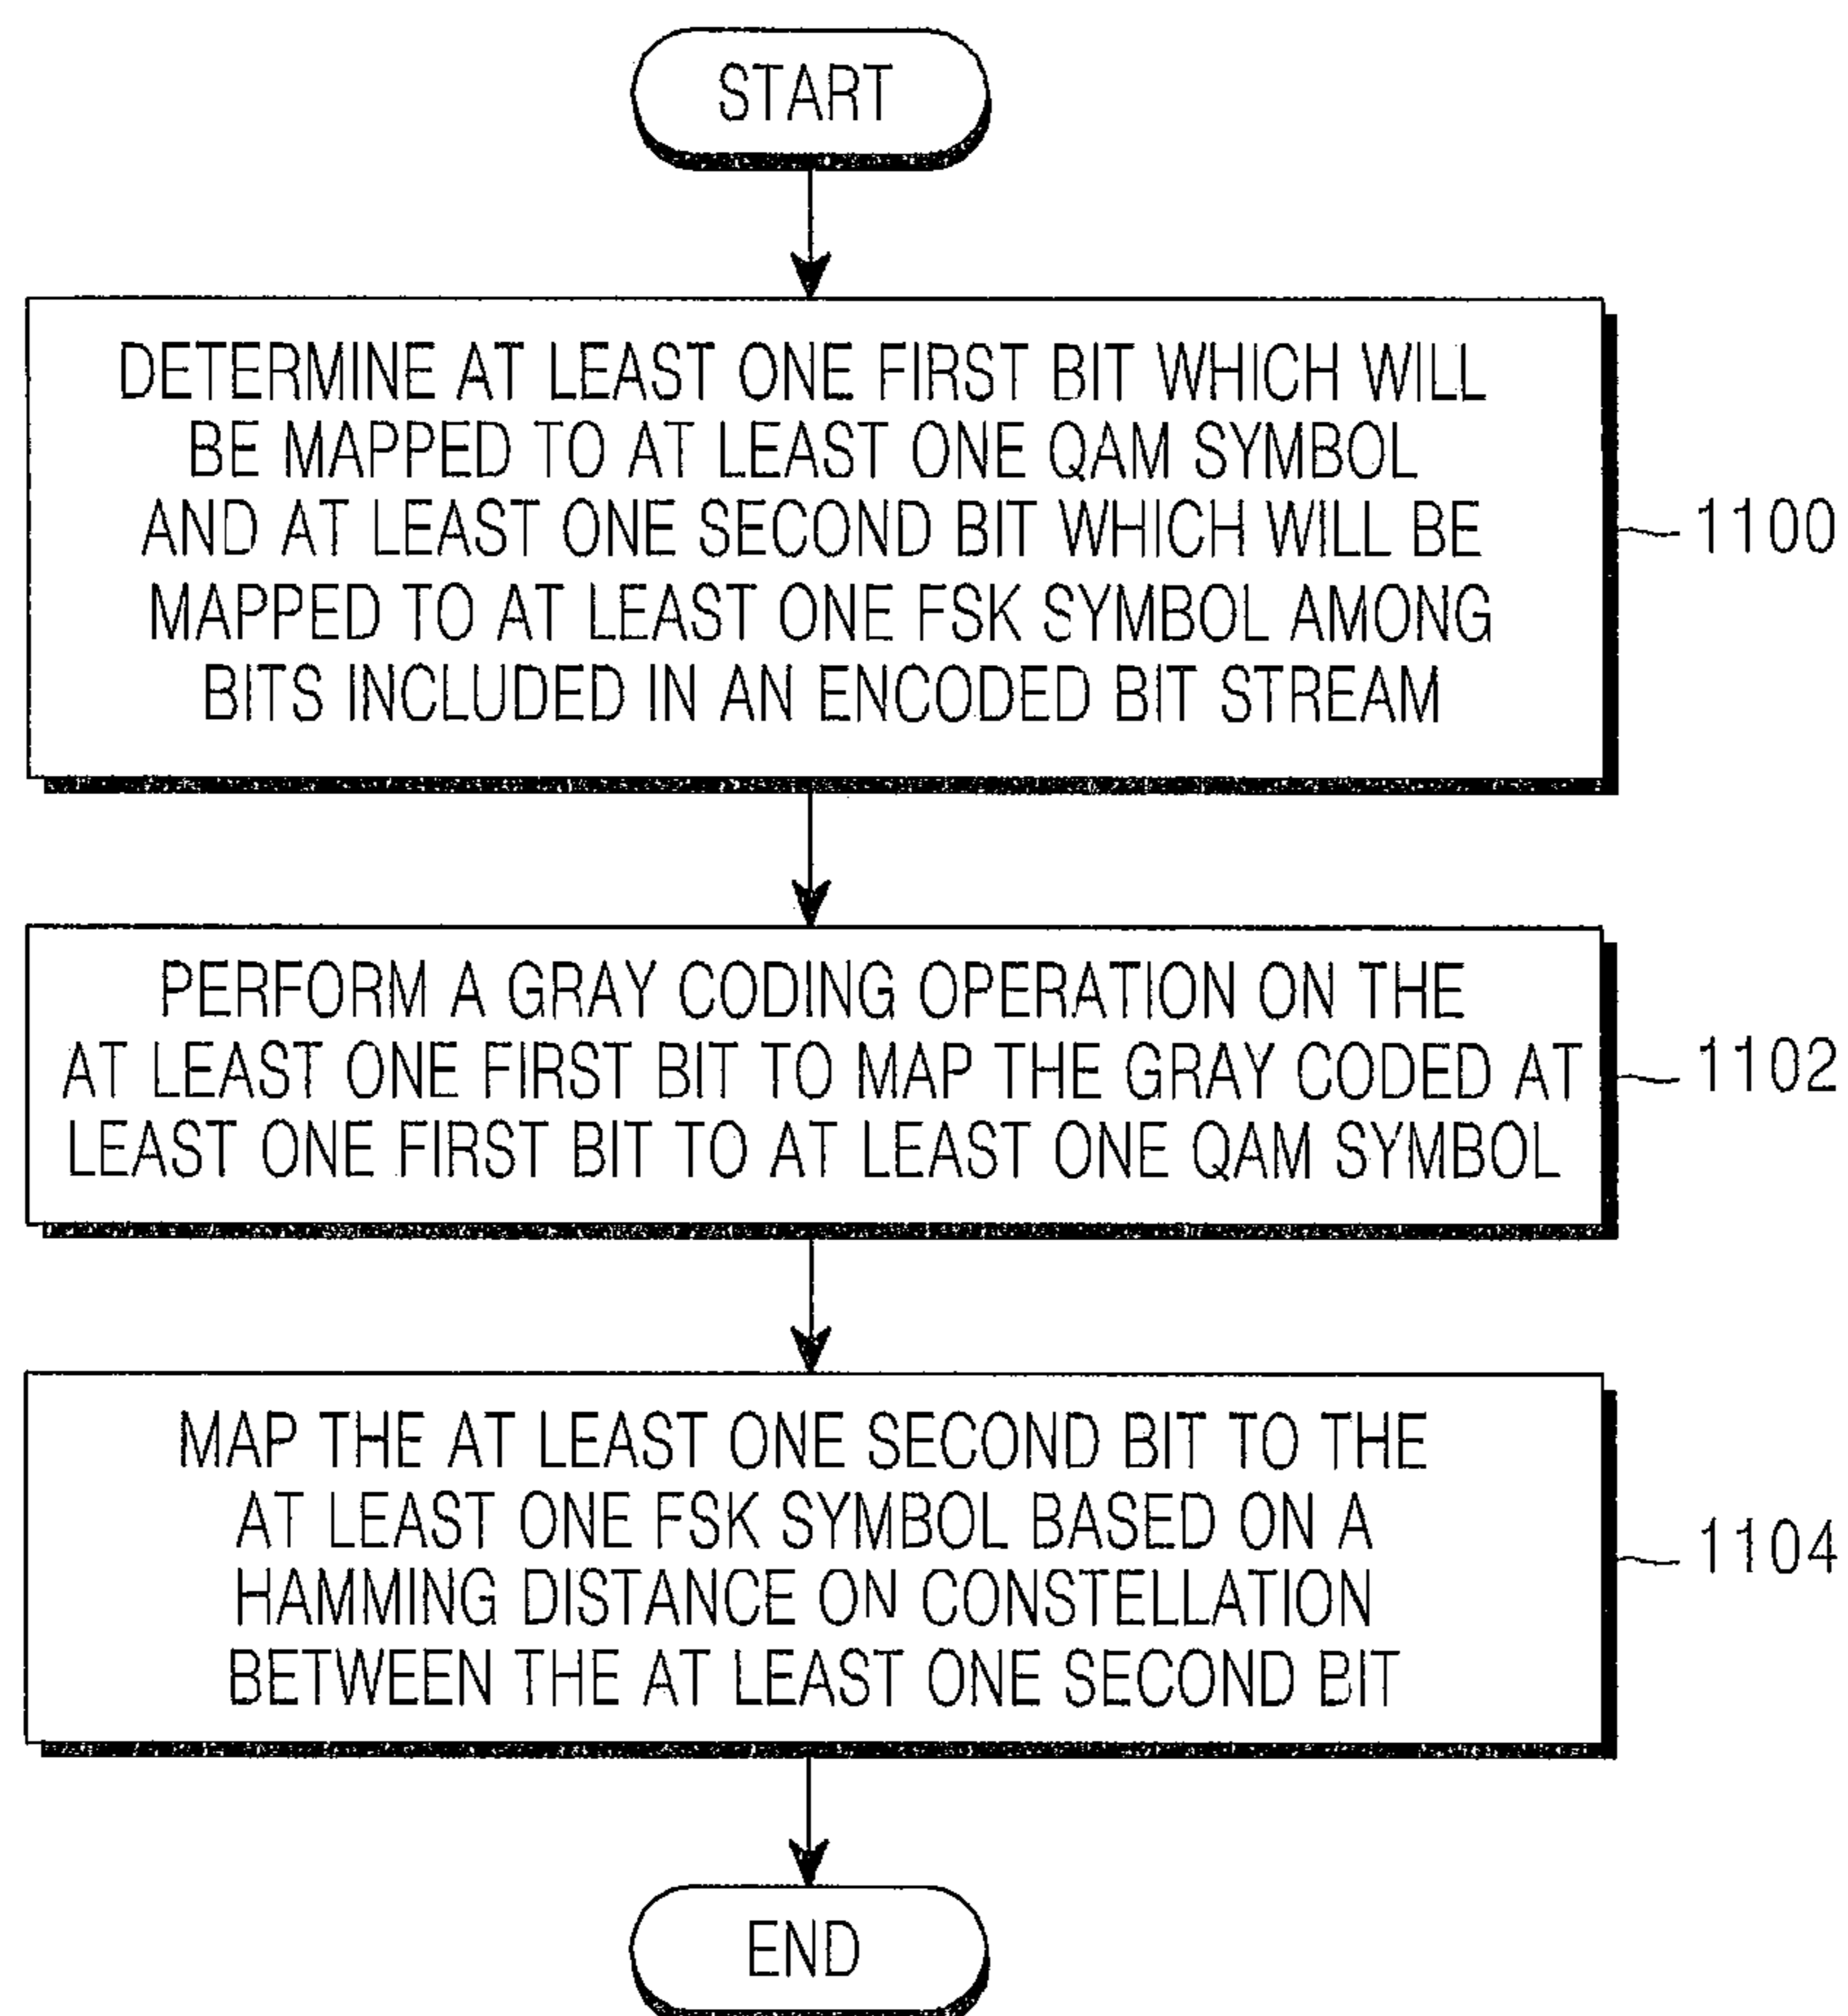 START
DETERMINE AT LEAST ONE FIRST BIT WHICH WILL
BE MAPPED TO AT LEAST ONE QAM SYMBOL
AND AT LEAST ONE SECOND BIT WHICH WILL BE
MAPPED TO AT LEAST ONE FSK SYMBOL AMONG
BITS INCLUDED IN AN ENCODED BIT STREAM
1100
PERFORM A GRAY CODING OPERATION ON THE
AT LEAST ONE FIRST BIT TO MAP THE GRAY CODED AT
LEAST ONE FIRST BIT TO AT LEAST ONE QAM SYMBOL
1102
MAP THE AT LEAST ONE SECOND BIT TO THE
AT LEAST ONE FSK SYMBOL BASED ON A
HAMMING DISTANCE ON CONSTELLATION
BETWEEN THE AT LEAST ONE SECOND BIT
1104
END